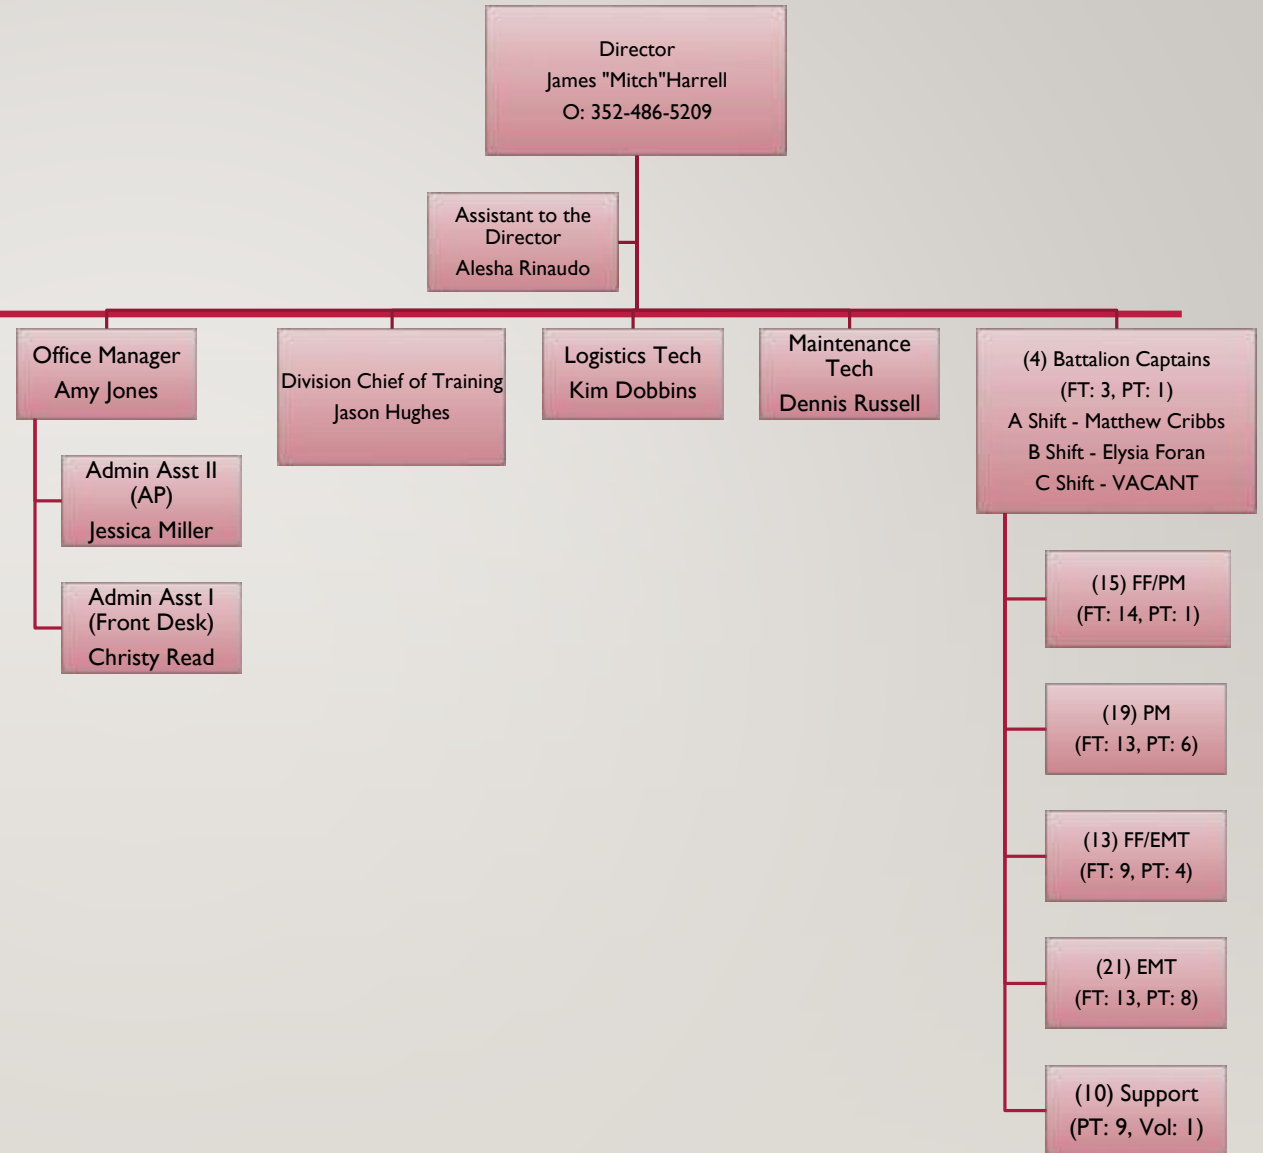 Director
James "Mitch"Harrell
O: 352-486-5209
Assistant to the
Director
Alesha Rinaudo
Office Manager
Amy Jones
Admin Asst II
(AP)
Jessica Miller
Admin Asst I
(Front Desk)
Christy Read
Division Chief of Training
Jason Hughes
Logistics Tech
Kim Dobbins
Maintenance
Tech
Dennis Russell
(4) Battalion Captains
(FT: 3, PT: 1)
A Shift - Matthew Cribbs
B Shift - Elysia Foran
C Shift - VACANT
(15) FF/PM
(FT: 14, PT: 1)
(19) PM
(FT: 13, PT: 6)
(13) FF/EMT
(FT: 9, PT: 4)
(21) EMT
(FT: 13, PT: 8)
(10) Support
(PT: 9, Vol: 1)